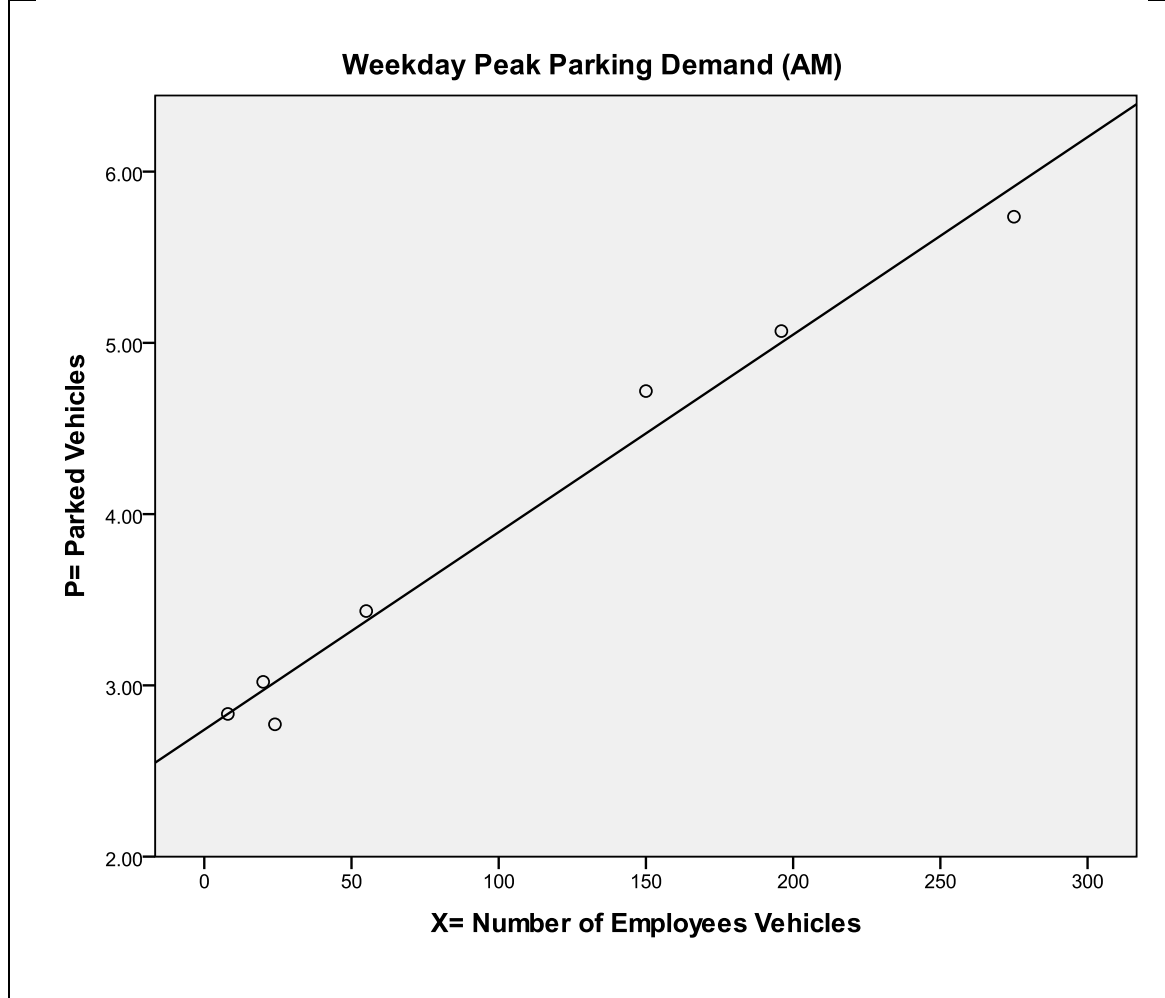 Weekday Peak Parking Demand (AM)
6.00
5.00
4.00
3.00
2.00
P= Parked Vehicles
0 50 100 150 200 250 300
X= Number of Employees Vehicles